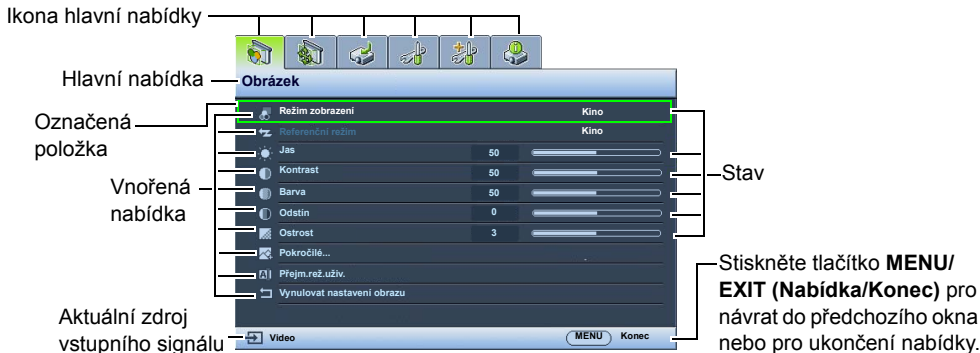 Ikona hlavní nabídky
Hlavní nabídka
Obrázek
Označená
položka
Režim zobrazení Kino
Referenční režim Kino
Jas 50
Kontrast 50
Stav
Vnořená
nabídka
Barva 50
Odstín 0
Ostrost 3
Pokročilé...
Přejm.rež.uživ.
Vynulovat nastavení obrazu
Stiskněte tlačítko MENU/
EXIT (Nabídka/Konec) pro
návrat do předchozího okna
nebo pro ukončení nabídky.
Aktuální zdroj
vstupního signálu
Video MENU Konec